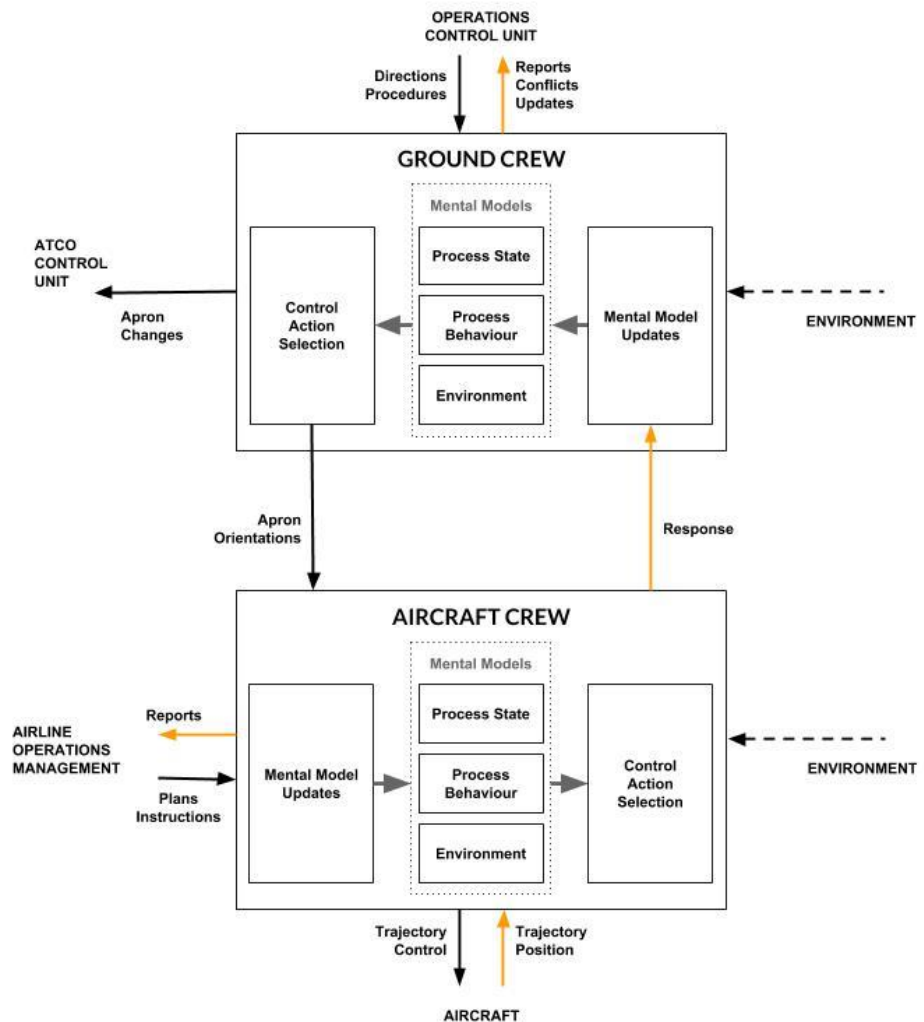 OPERATIONS
CONTROL UNIT
Directions
Procedures
Reports
Conflicts
Updates
GROUND CREW
Mental Models
Process State
Process
Behaviour
Environment
Control
Action
Selection
Mental Model
Updates
ATCO
CONTROL
UNIT
Apron
Changes
ENVIRONMENT
Apron
Orientations
Response
AIRCRAFT CREW
Mental Models
Process State
Process
Behaviour
Environment
Mental Model
Updates
Control
Action
Selection
Reports
AIRLINE
OPERATIONS
MANAGEMENT
Plans
Instructions
ENVIRONMENT
Trajectory
Control
Trajectory
Position
AIRCRAFT